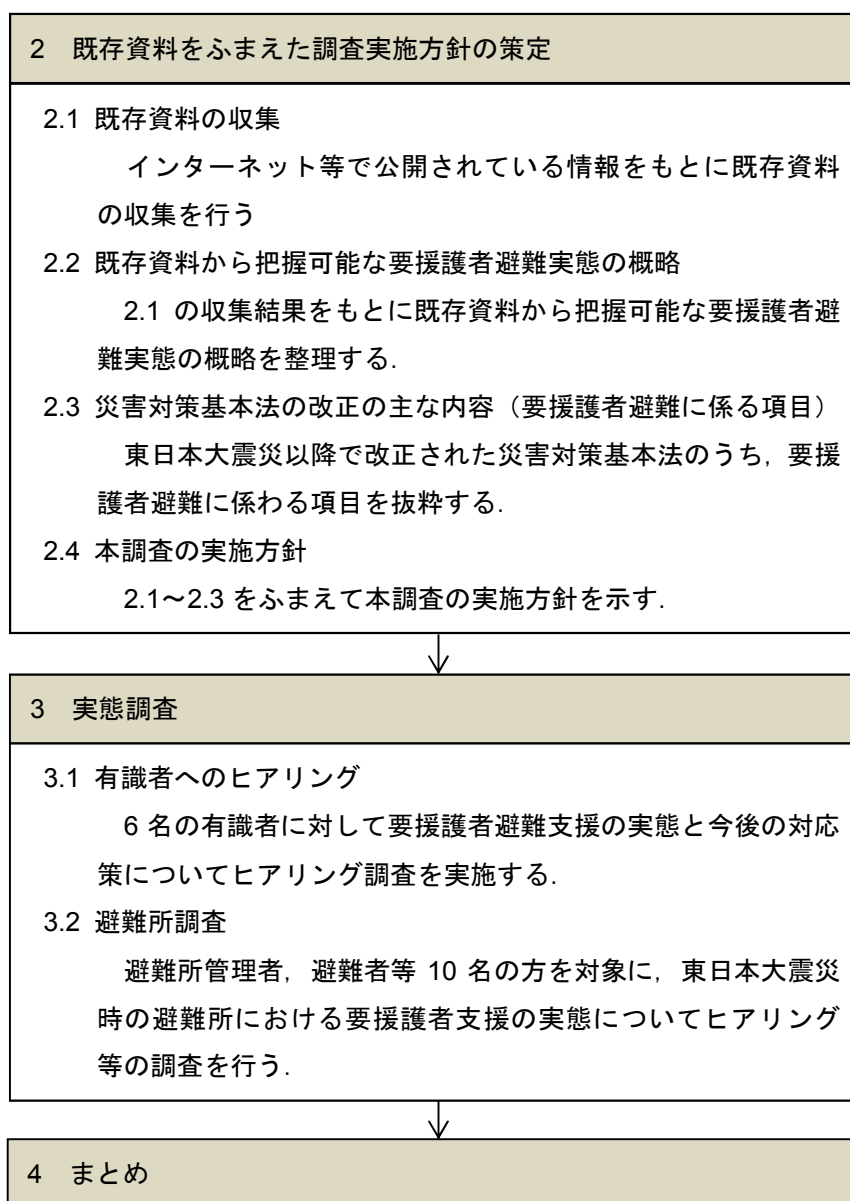 2　既存資料をふまえた調査実施方針の策定
2.1 既存資料の収集
インターネット等で公開されている情報をもとに既存資料
の収集を行う
2.2 既存資料から把握可能な要援護者避難実態の概略
2.1 の収集結果をもとに既存資料から把握可能な要援護者避
難実態の概略を整理する.
2.3 災害対策基本法の改正の主な内容（要援護者避難に係る項目）
東日本大震災以降で改正された災害対策基本法のうち，要援
護者避難に係わる項目を抜粋する.
2.4 本調査の実施方針
2.1～2.3 をふまえて本調査の実施方針を示す.
3　実態調査
3.1 有識者へのヒアリング
6 名の有識者に対して要援護者避難支援の実態と今後の対応
策についてヒアリング調査を実施する.
3.2 避難所調査
避難所管理者，避難者等 10 名の方を対象に，東日本大震災
時の避難所における要援護者支援の実態についてヒアリング
等の調査を行う.
4　まとめ